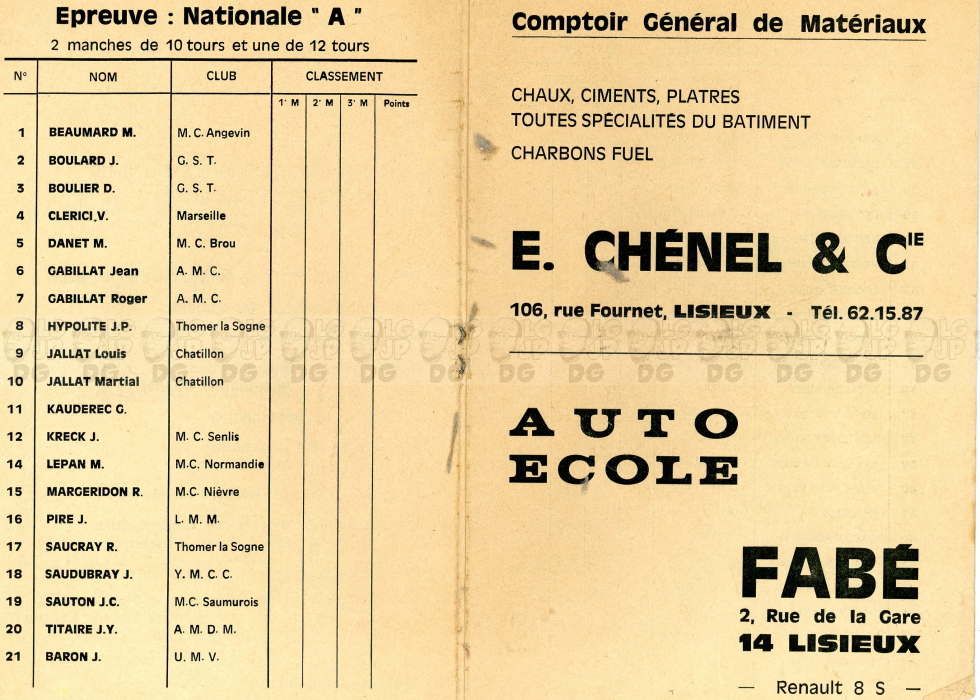 Epreuve : Nationale " A "
2 manches de 10 tours et une de 12 tours
N° NOM CLUB CLASSEMENT
1° M 2° M 3° M Points
1 BEAUMARD M. M. C. Angevin
2 BOULARD J. G. S. T.
3 BOULIER D. G. S. T.
4 CLERICI.V. Marseille
5 DANET M. M. C. Brou
6 GABILLAT Jean A. M. C.
7 GABILLAT Roger A. M. C.
8 HYPOLITE J.P. Thomer la Sogne
9 JALLAT Louis Chatillon
10 JALLAT Martial Chatillon
11 KAUDEREC G.
12 KRECK J. M. C. Senlis
14 LEPAN M. M.C. Normandie
15 MARGERIDON R. M.C. Nièvre
16 PIRE J. L. M. M.
17 SAUCRAY R. Thomer la Sogne
18 SAUDUBRAY J. Y. M. C. C.
19 SAUTON J.C. M.C. Saumurois
20 TITAIRE J.Y. A. M. D. M.
21 BARON J. U. M. V.
Comptoir Général de Matériaux
CHAUX, CIMENTS, PLATRES
TOUTES SPÉCIALITÉS DU BATIMENT
CHARBONS FUEL
E. CHÉNEL & CIE
106, rue Fournet, LISIEUX - Tél. 62.15.87
AUTO
ECOLE
FABÉ
2, Rue de la Gare
14 LISIEUX
— Renault 8 S —